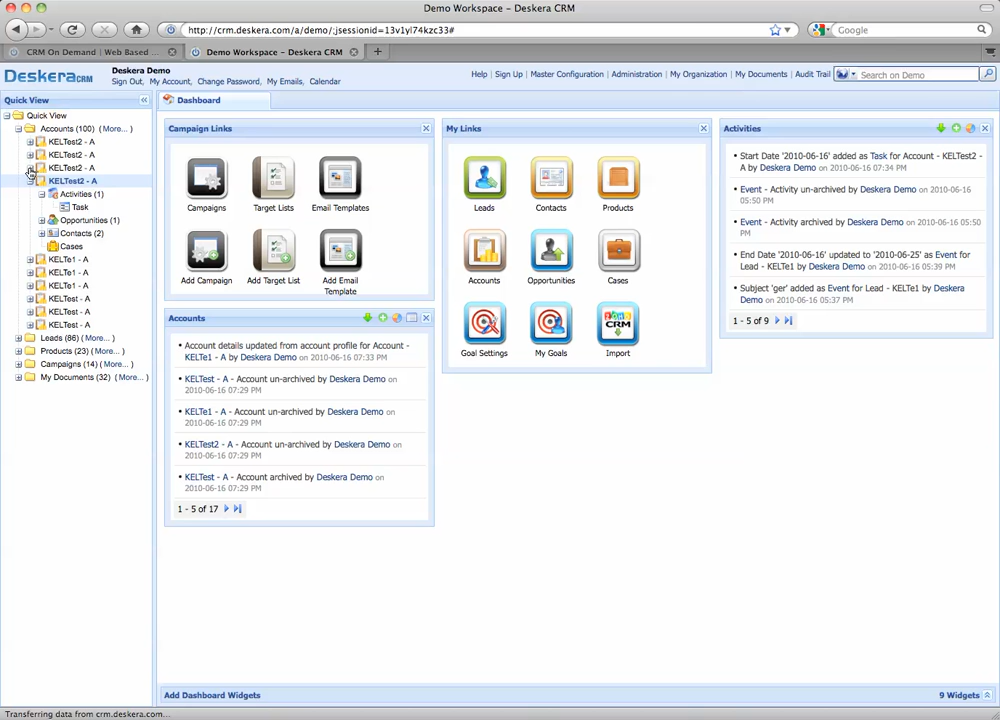 Demo Workspace - Deskera CRM
http://crm.deskera.com/a/demo/;jsessionid=13v1yl74kzc33#
Google
CRM On Demand | Web Based ...
Demo Workspace - Deskera CRM
DeskeraCRM
Deskera Demo
Sign Out, My Account, Change Password, My Emails, Calendar
Help | Sign Up | Master Configuration | Administration | My Organization | My Documents | Audit Trail
Search on Demo
Quick View
Quick View
Accounts (100) (More...)
KELTest2 - A
KELTest2 - A
KELTest2 - A
KELTest2 - A
Activities (1)
Task
Opportunities (1)
Contacts (2)
Cases
KELTe1 - A
KELTe1 - A
KELTe1 - A
KELTest - A
KELTest - A
KELTest - A
Leads (86) (More...)
Products (23) (More...)
Campaigns (14) (More...)
My Documents (32) (More...)
Dashboard
Campaign Links
Campaigns
Target Lists
Email Templates
Add Campaign
Add Target List
Add Email
Template
Accounts
• Account details updated from account profile for Account -
KELTe1 - A by Deskera Demo on 2010-06-16 07:33 PM
• KELTest - A - Account un-archived by Deskera Demo on
2010-06-16 07:29 PM
• KELTe1 - A - Account un-archived by Deskera Demo on
2010-06-16 07:29 PM
• KELTest2 - A - Account un-archived by Deskera Demo on
2010-06-16 07:29 PM
• KELTest - A - Account archived by Deskera Demo on
2010-06-16 07:29 PM
1 - 5 of 17
My Links
Leads
Contacts
Products
Accounts
Opportunities
Cases
Goal Settings
My Goals
CRM
Import
Activities
• Start Date '2010-06-16' added as Task for Account - KELTest2 -
A by Deskera Demo on 2010-06-16 07:34 PM
• Event - Activity un-archived by Deskera Demo on 2010-06-16
05:50 PM
• Event - Activity archived by Deskera Demo on 2010-06-16 05:50
PM
• End Date '2010-06-16' updated to '2010-06-25' as Event for
Lead - KELTe1 by Deskera Demo on 2010-06-16 05:39 PM
• Subject 'ger' added as Event for Lead - KELTe1 by Deskera
Demo on 2010-06-16 05:37 PM
1 - 5 of 9
Add Dashboard Widgets
9 Widgets
Transferring data from crm.deskera.com...